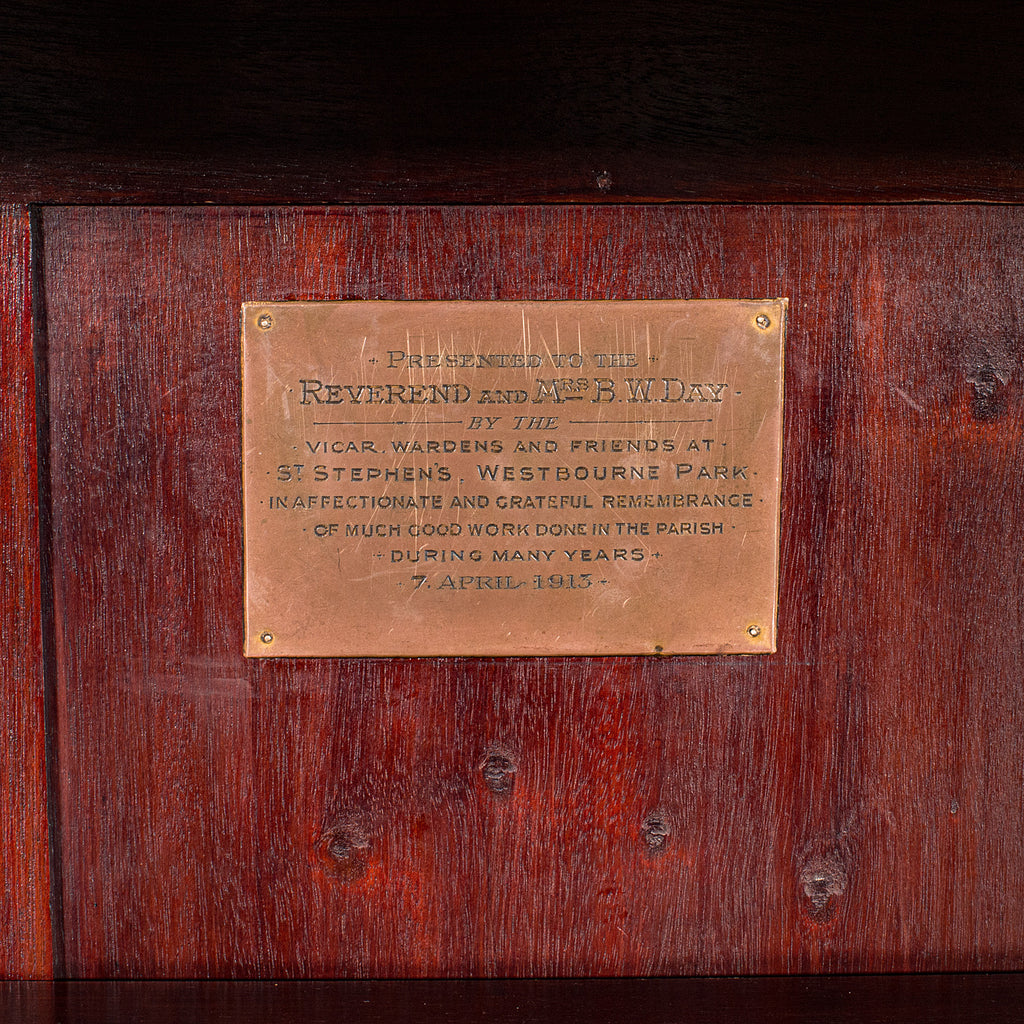 PRESENTED TO THE
REVEREND AND MRS B. W. DAY
BY THE
VICAR, WARDENS AND FRIENDS AT
ST STEPHEN'S, WESTBOURNE PARK
IN AFFECTIONATE AND GRATEFUL REMEMBRANCE
OF MUCH GOOD WORK DONE IN THE PARISH
DURING MANY YEARS
7. APRIL 1913